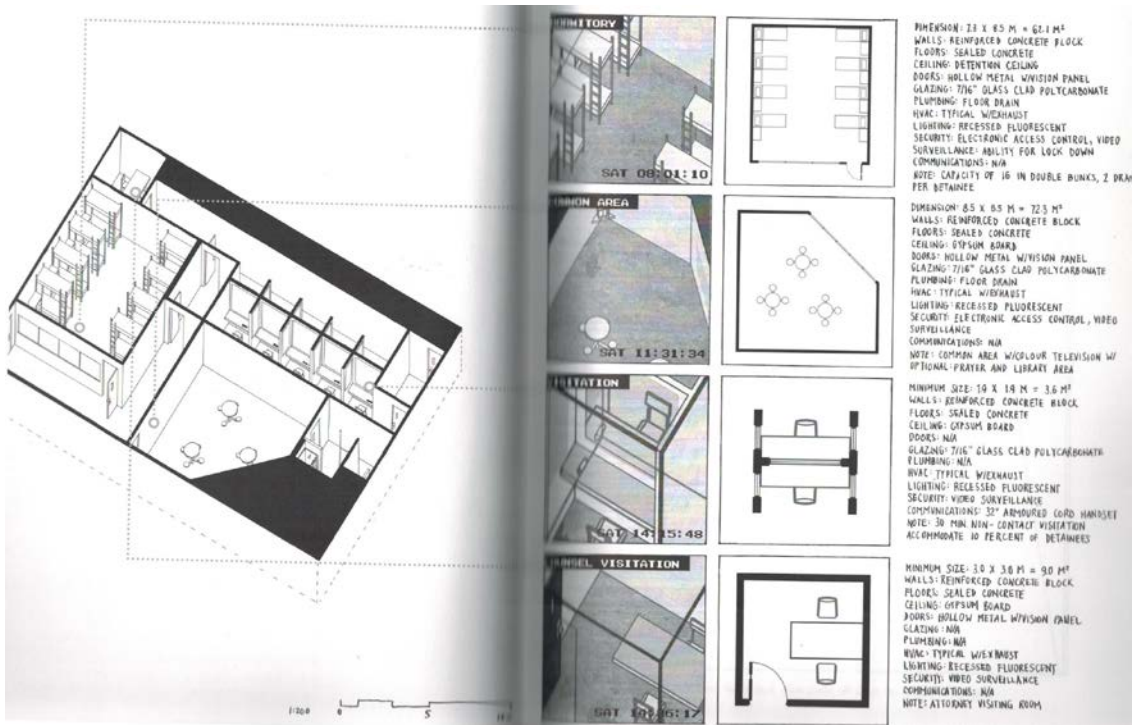 DORMITORY
SAT 08:01:10
DIMENSION: 7.3 X 8.5 M = 62.1 M²
WALLS: REINFORCED CONCRETE BLOCK
FLOORS: SEALED CONCRETE
CEILING: DETENTION CEILING
DOORS: HOLLOW METAL W/VISION PANEL
GLAZING: 7/16" GLASS CLAD POLYCARBONATE
PLUMBING: FLOOR DRAIN
HVAC: TYPICAL W/EXHAUST
LIGHTING: RECESSED FLUORESCENT
SECURITY: ELECTRONIC ACCESS CONTROL, VIDEO
SURVEILLANCE: ABILITY FOR LOCK DOWN
COMMUNICATIONS: N/A
NOTE: CAPACITY OF 16 IN DOUBLE BUNKS, 2 DRAW
PER DETAINEE
MMON AREA
SAT 11:31:34
DIMENSION: 8.5 X 8.5 M = 72.3 M²
WALLS: REINFORCED CONCRETE BLOCK
FLOORS: SEALED CONCRETE
CEILING: GYPSUM BOARD
DOORS: HOLLOW METAL W/VISION PANEL
GLAZING: 7/16" GLASS CLAD POLYCARBONATE
PLUMBING: FLOOR DRAIN
HVAC: TYPICAL W/EXHAUST
LIGHTING: RECESSED FLUORESCENT
SECURITY: ELECTRONIC ACCESS CONTROL, VIDEO
SURVEILLANCE
COMMUNICATIONS: N/A
NOTE: COMMON AREA W/COLOUR TELEVISION W/
OPTIONAL: PRAYER AND LIBRARY AREA
ISITATION
SAT 14:15:48
MINIMUM SIZE: 1.9 X 1.9 M = 3.6 M²
WALLS: REINFORCED CONCRETE BLOCK
FLOORS: SEALED CONCRETE
CEILING: GYPSUM BOARD
DOORS: N/A
GLAZING: 7/16" GLASS CLAD POLYCARBONATE
PLUMBING: N/A
HVAC: TYPICAL W/EXHAUST
LIGHTING: RECESSED FLUORESCENT
SECURITY: VIDEO SURVEILLANCE
COMMUNICATIONS: 32" ARMOURED CORD HANDSET
NOTE: 30 MIN NON-CONTACT VISITATION
ACCOMMODATE 10 PERCENT OF DETAINEES
UNSEL VISITATION
MINIMUM SIZE: 3.0 X 3.0 M = 9.0 M²
WALLS: REINFORCED CONCRETE BLOCK
FLOORS: SEALED CONCRETE
CEILING: GYPSUM BOARD
DOORS: HOLLOW METAL W/VISION PANEL
GLAZING: N/A
PLUMBING: N/A
HVAC: TYPICAL W/EXHAUST
LIGHTING: RECESSED FLUORESCENT
SECURITY: VIDEO SURVEILLANCE
COMMUNICATIONS: N/A
NOTE: ATTORNEY VISITING ROOM
1:200 0 5